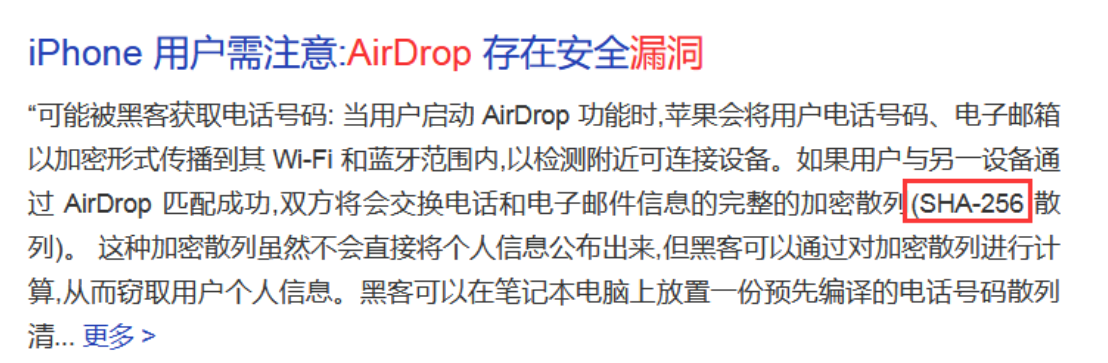 iPhone 用户需注意:AirDrop 存在安全漏洞
“可能被黑客获取电话号码: 当用户启动 AirDrop 功能时,苹果会将用户电话号码、电子邮箱
以加密形式传播到其 Wi-Fi 和蓝牙范围内,以检测附近可连接设备。如果用户与另一设备通
过 AirDrop 匹配成功,双方将会交换电话和电子邮件信息的完整的加密散列(SHA-256 散
列)。 这种加密散列虽然不会直接将个人信息公布出来,但黑客可以通过对加密散列进行计
算,从而窃取用户个人信息。黑客可以在笔记本电脑上放置一份预先编译的电话号码散列
清... 更多 >